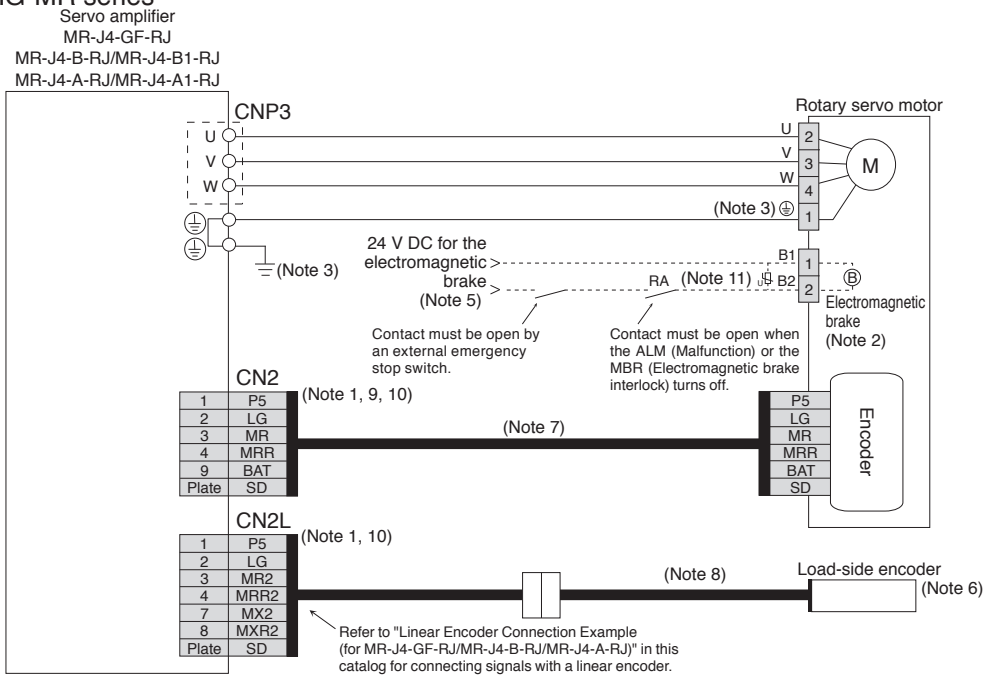 Servo amplifier
MR-J4-GF-RJ
MR-J4-B-RJ/MR-J4-B1-RJ
MR-J4-A-RJ/MR-J4-A1-RJ
CNP3
Rotary servo motor
U
U
2
V
V
3
M
W
W
4
(Note 3)
1
(Note 3)
24 V DC for the
electromagnetic
brake
(Note 5)
B1
1
RA
(Note 11)
U
B2
2
B
Electromagnetic
brake
(Note 2)
Contact must be open by
an external emergency
stop switch.
Contact must be open when
the ALM (Malfunction) or the
MBR (Electromagnetic brake
interlock) turns off.
CN2
(Note 1, 9, 10)
1 P5
2 LG
3 MR
4 MRR
9 BAT
Plate SD
(Note 7)
P5
LG
MR
MRR
BAT
SD
Encoder
CN2L
(Note 1, 10)
1 P5
2 LG
3 MR2
4 MRR2
7 MX2
8 MXR2
Plate SD
(Note 8)
Load-side encoder
(Note 6)
Refer to "Linear Encoder Connection Example
(for MR-J4-GF-RJ/MR-J4-B-RJ/MR-J4-A-RJ)" in this
catalog for connecting signals with a linear encoder.